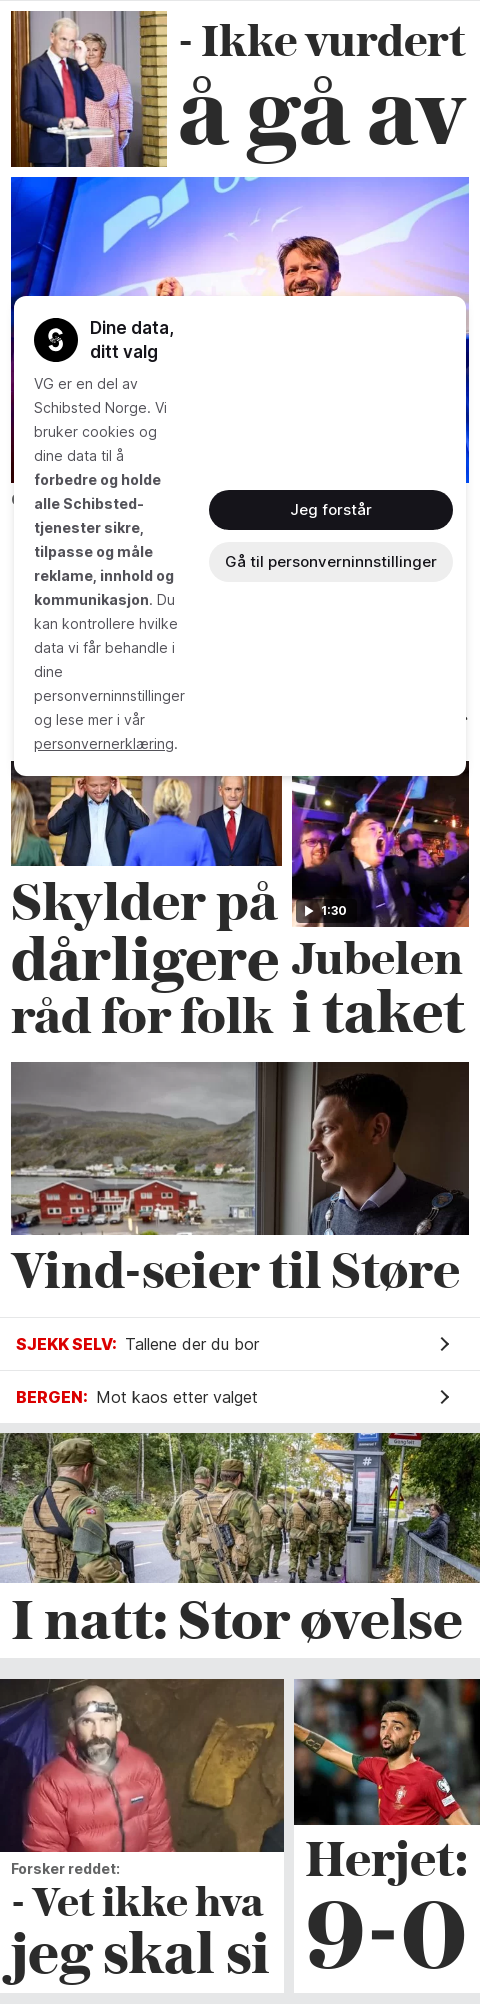 - Ikke vurdert
å gå av
Dine data,
ditt valg
VG er en del av
Schibsted Norge. Vi
bruker cookies og
dine data til å
forbedre og holde
alle Schibsted-
tjenester sikre,
tilpasse og måle
reklame, innhold og
kommunikasjon. Du
kan kontrollere hvilke
data vi får behandle i
dine
personverninnstillinger
og lese mer i vår
personvernerklæring.
Jeg forstår
Gå til personverninnstillinger
1:30
Skylder på
dårligere
råd for folk
Jubelen
i taket
Vind-seier til Støre
SJEKK SELV: Tallene der du bor
BERGEN: Mot kaos etter valget
I natt: Stor øvelse
Forsker reddet:
- Vet ikke hva
jeg skal si
Herjet:
9-0